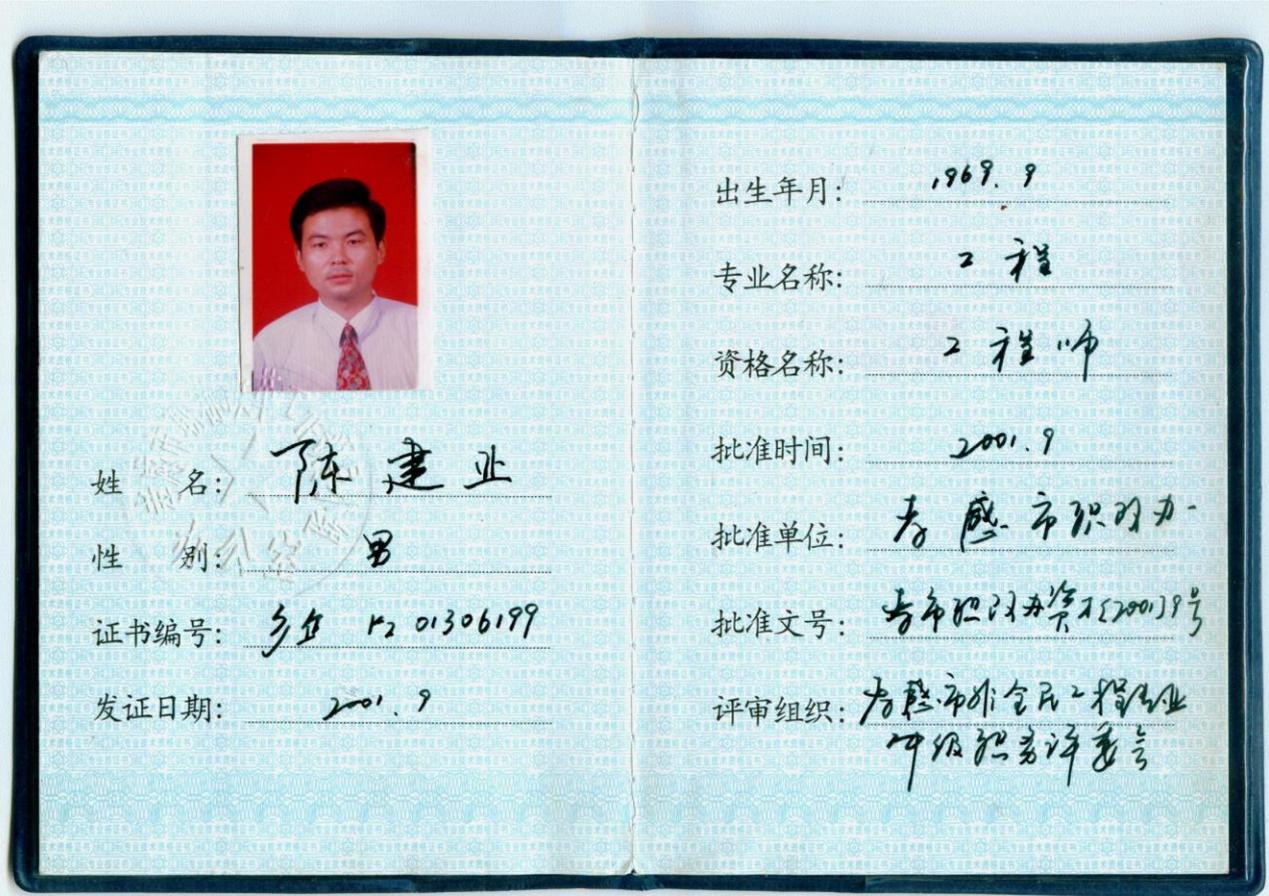 姓 名: 陈建业
性 别: 男
证书编号: 乡企 01306199
发证日期: 2001.9
出生年月: 1969.9
专业名称: 工程
资格名称: 工程师
批准时间: 2001.9
批准单位: 孝感市职改办
批准文号: 孝市职改办资才[2001]9号
评审组织: 孝感市非全民工程专业
中级职务评委会